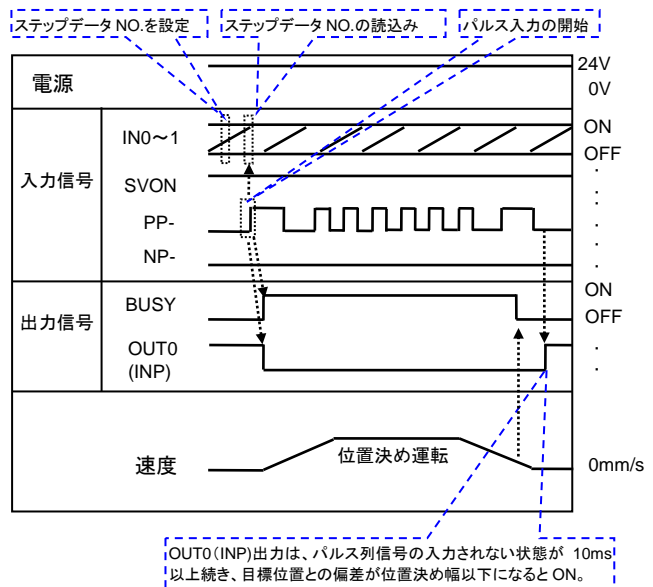 ステップデータ NO.を設定
ステップデータ NO.の読込み
パルス入力の開始
電源
24V
0V
入力信号
IN0～1
ON
OFF
SVON
PP-
NP-
出力信号
BUSY
ON
OFF
OUT0
(INP)
速度
位置決め運転
0mm/s
OUT0(INP)出力は、パルス列信号の入力されない状態が 10ms
以上続き、目標位置との偏差が位置決め幅以下になると ON。